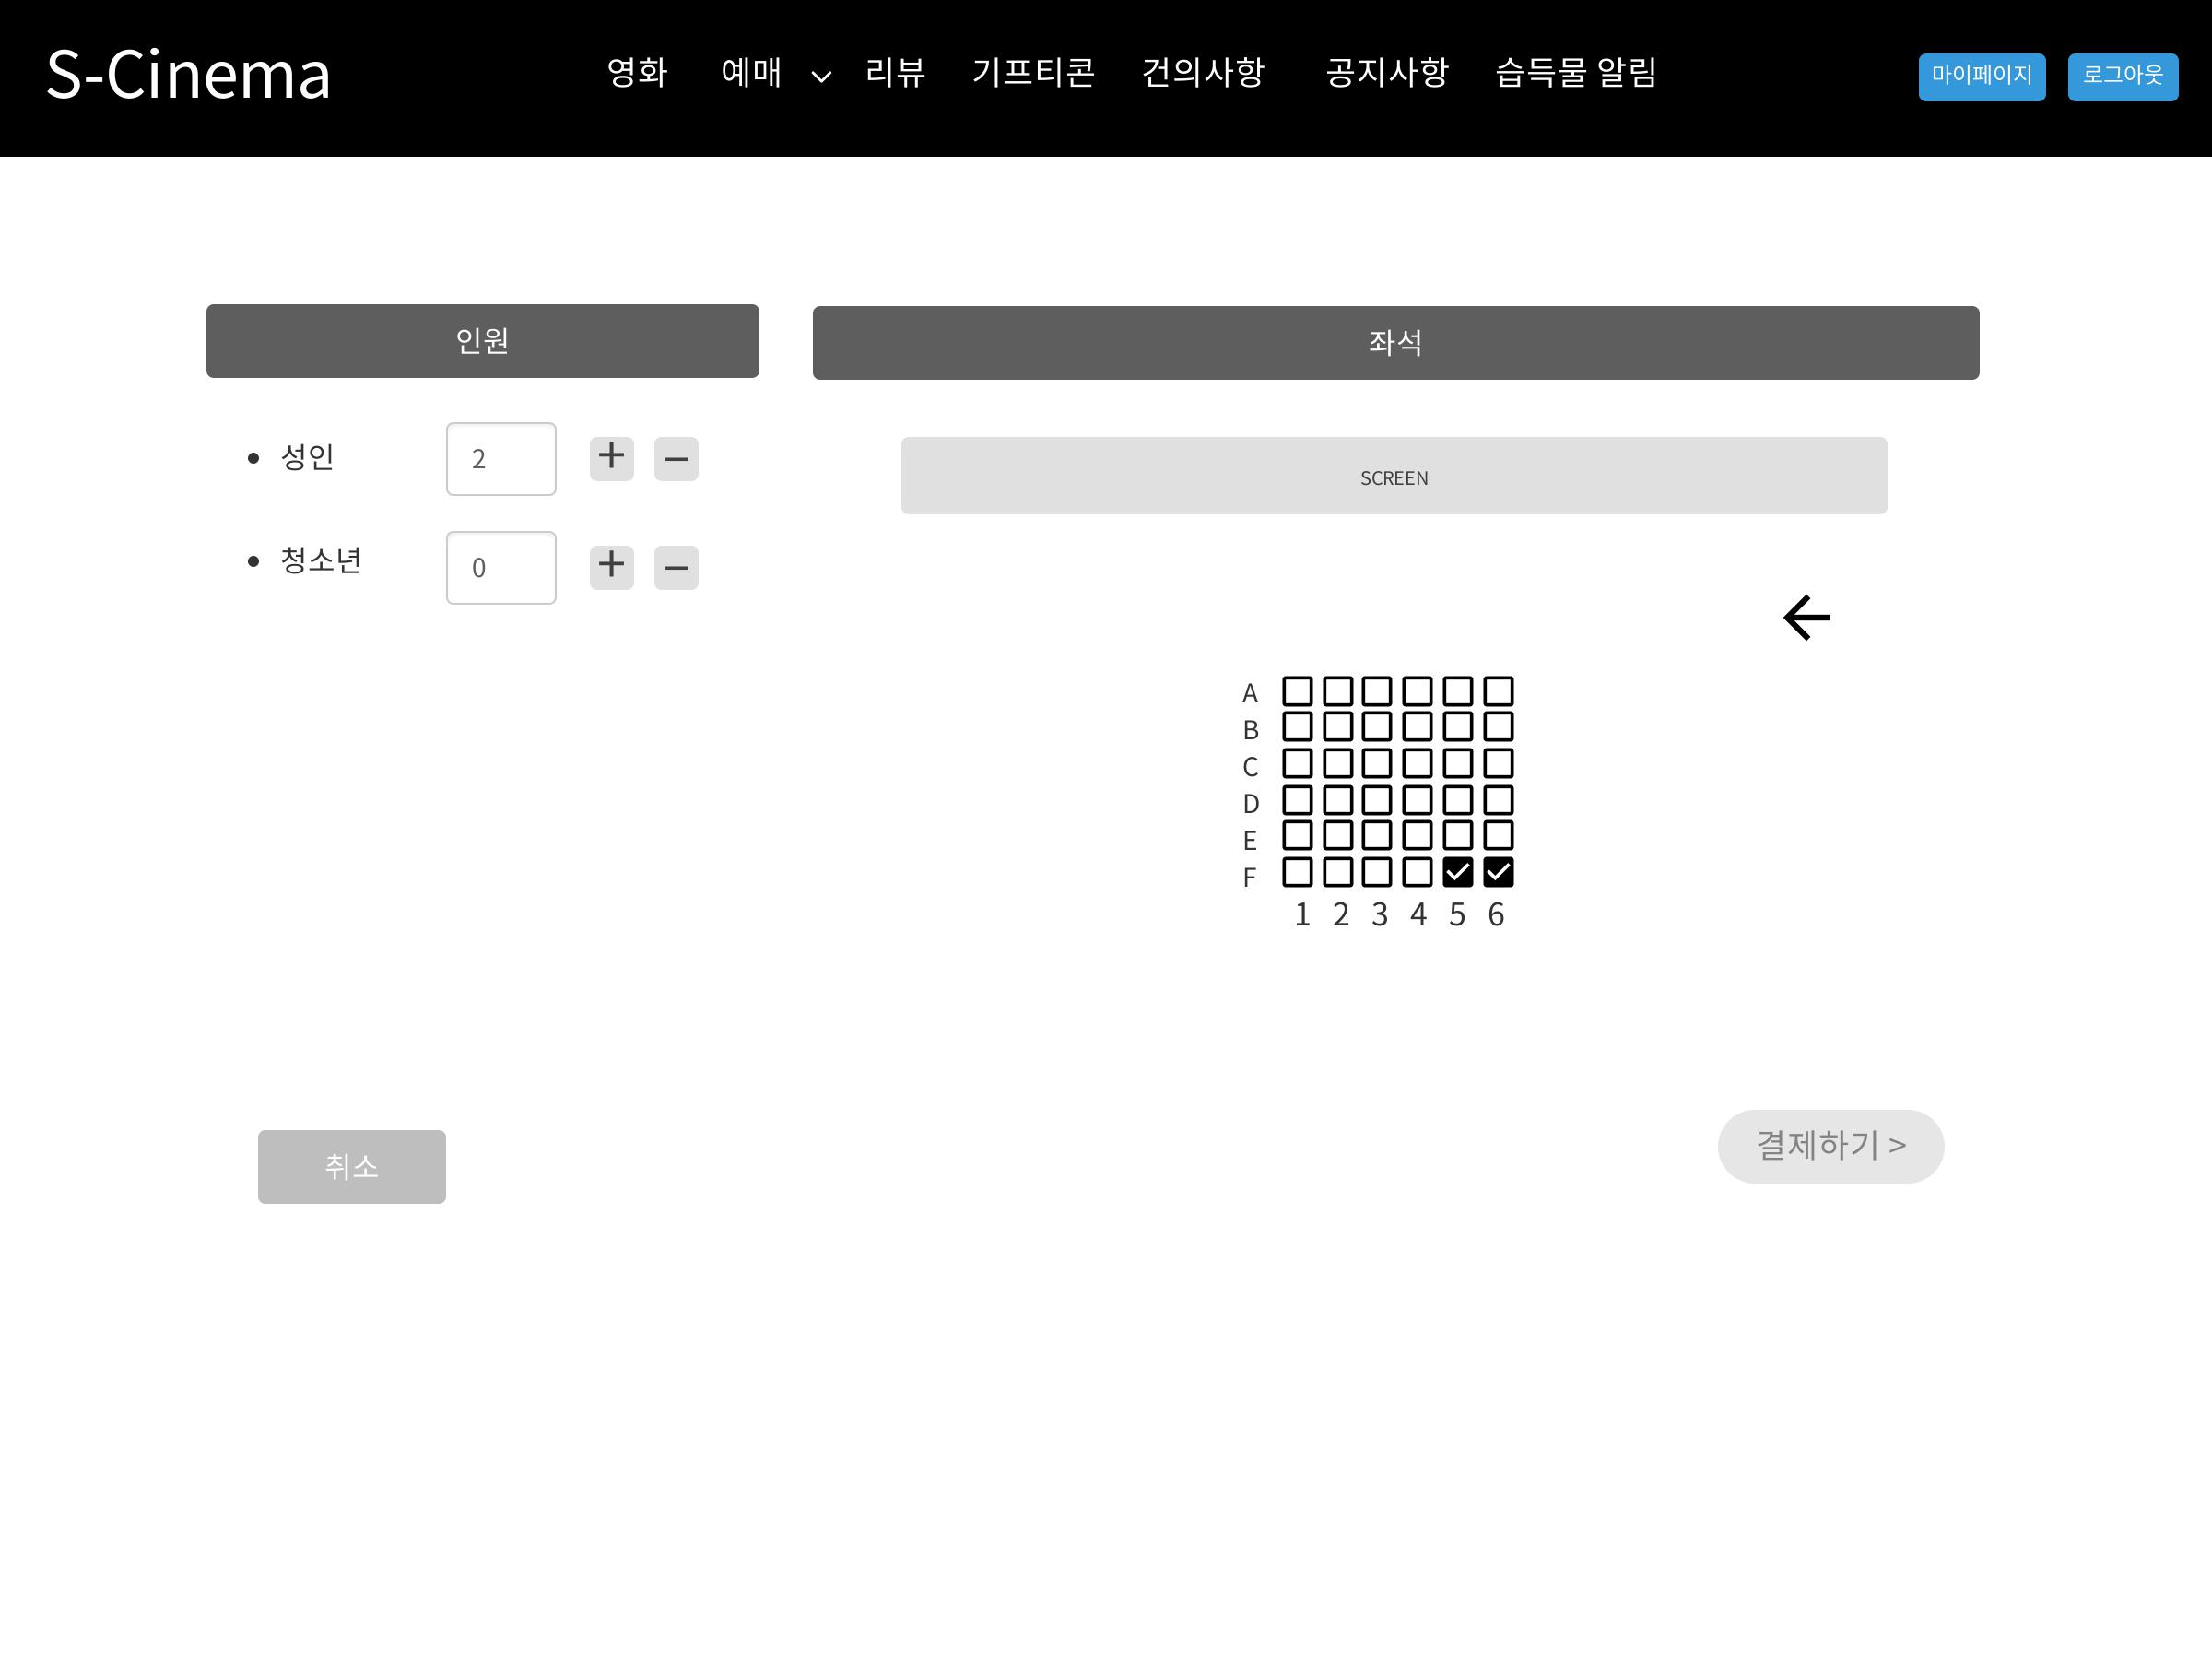 S-Cinema
영화 예매 리뷰 기프티콘 건의사항 공지사항 습득물 알림
마이페이지 로그아웃
인원
좌석
성인 2 + −
청소년 0 + −
SCREEN
A
B
C
D
E
F
1 2 3 4 5 6
취소
결제하기 >